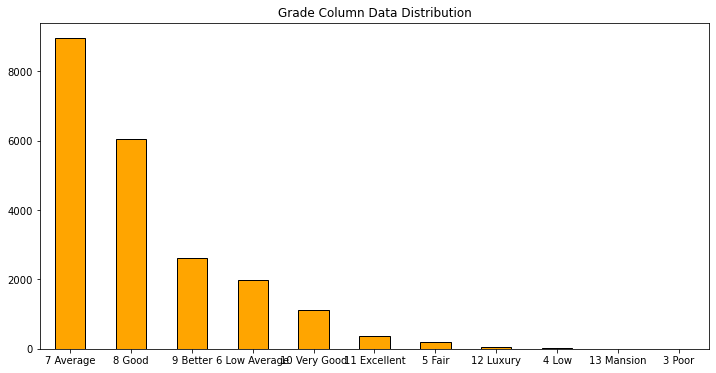 Grade Column Data Distribution
8000
6000
4000
2000
0
7 Average 8 Good 9 Better 6 Low Average 10 Very Good 11 Excellent 5 Fair 12 Luxury 4 Low 13 Mansion 3 Poor